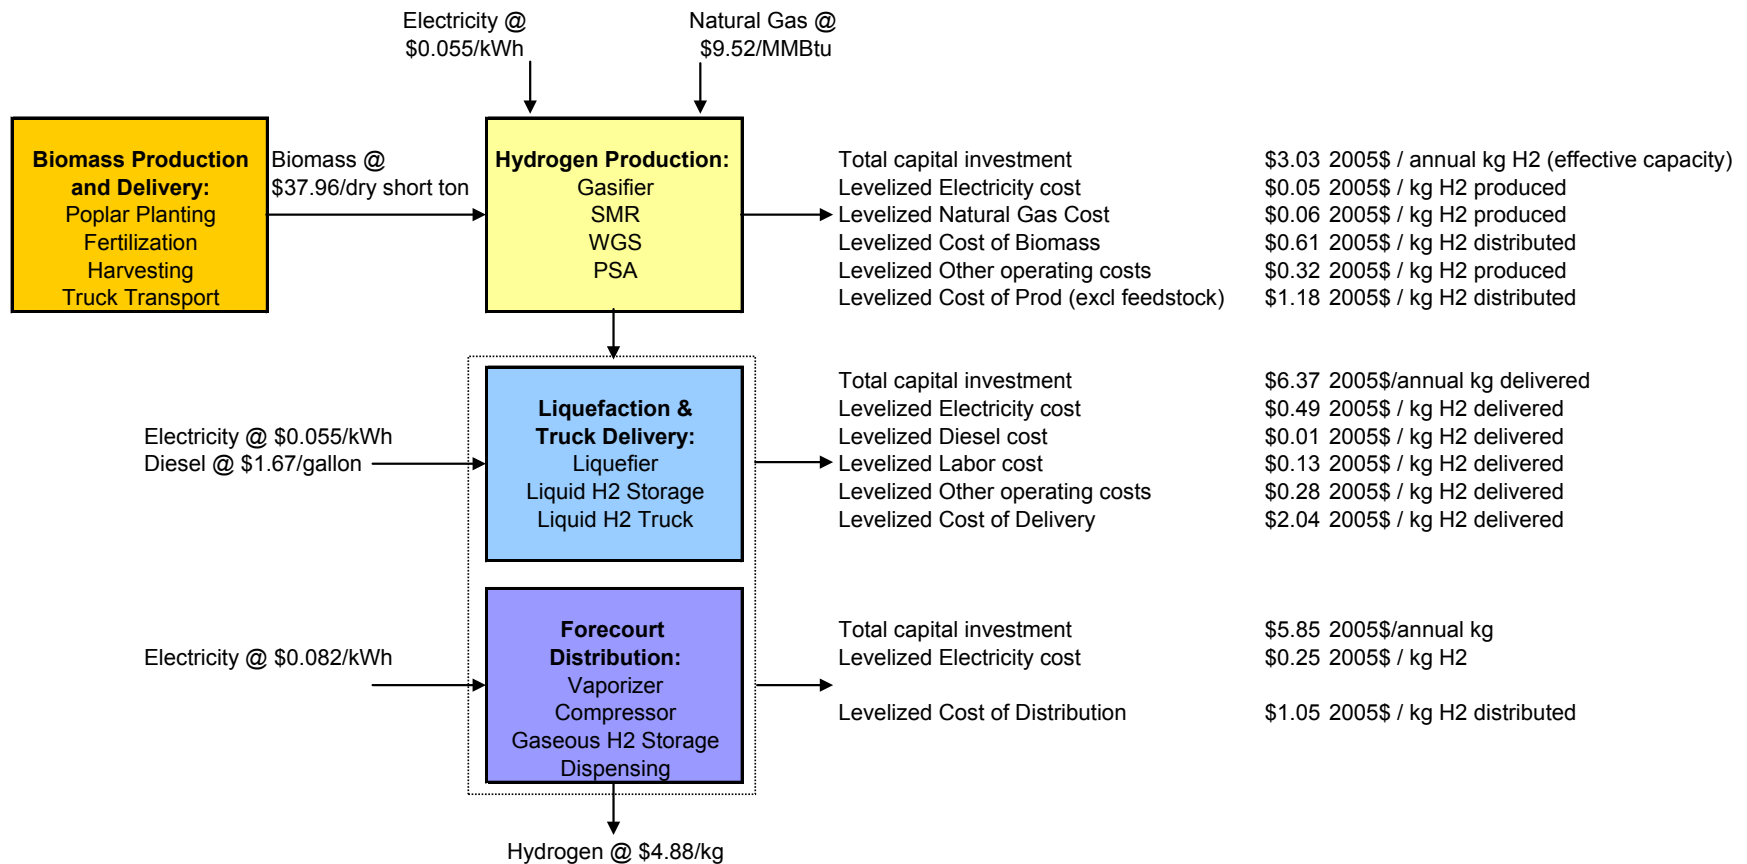 Electricity @
$0.055/kWh
Natural Gas @
$9.52/MMBtu
Biomass Production
and Delivery:
Poplar Planting
Fertilization
Harvesting
Truck Transport
Biomass @
$37.96/dry short ton
Hydrogen Production:
Gasifier
SMR
WGS
PSA
Total capital investment $3.03 2005$ / annual kg H2 (effective capacity)
Levelized Electricity cost $0.05 2005$ / kg H2 produced
Levelized Natural Gas Cost $0.06 2005$ / kg H2 produced
Levelized Cost of Biomass $0.61 2005$ / kg H2 distributed
Levelized Other operating costs $0.32 2005$ / kg H2 produced
Levelized Cost of Prod (excl feedstock) $1.18 2005$ / kg H2 distributed
Electricity @ $0.055/kWh
Diesel @ $1.67/gallon
Liquefaction &
Truck Delivery:
Liquefier
Liquid H2 Storage
Liquid H2 Truck
Total capital investment $6.37 2005$/annual kg delivered
Levelized Electricity cost $0.49 2005$ / kg H2 delivered
Levelized Diesel cost $0.01 2005$ / kg H2 delivered
Levelized Labor cost $0.13 2005$ / kg H2 delivered
Levelized Other operating costs $0.28 2005$ / kg H2 delivered
Levelized Cost of Delivery $2.04 2005$ / kg H2 delivered
Electricity @ $0.082/kWh
Forecourt
Distribution:
Vaporizer
Compressor
Gaseous H2 Storage
Dispensing
Total capital investment $5.85 2005$/annual kg
Levelized Electricity cost $0.25 2005$ / kg H2
Levelized Cost of Distribution $1.05 2005$ / kg H2 distributed
Hydrogen @ $4.88/kg